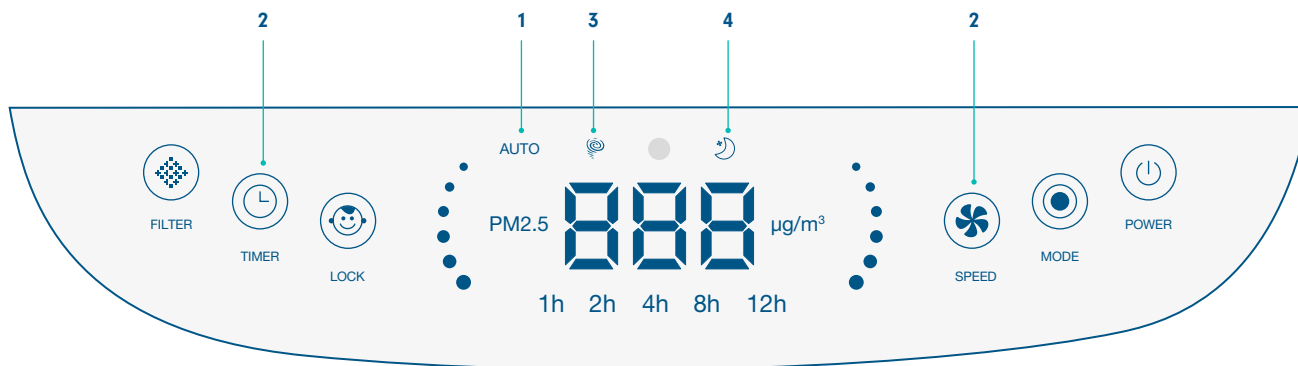 2 1 3 4 2
AUTO
PM2.5 888 µg/m³
1h 2h 4h 8h 12h
FILTER
TIMER
LOCK
SPEED
MODE
POWER